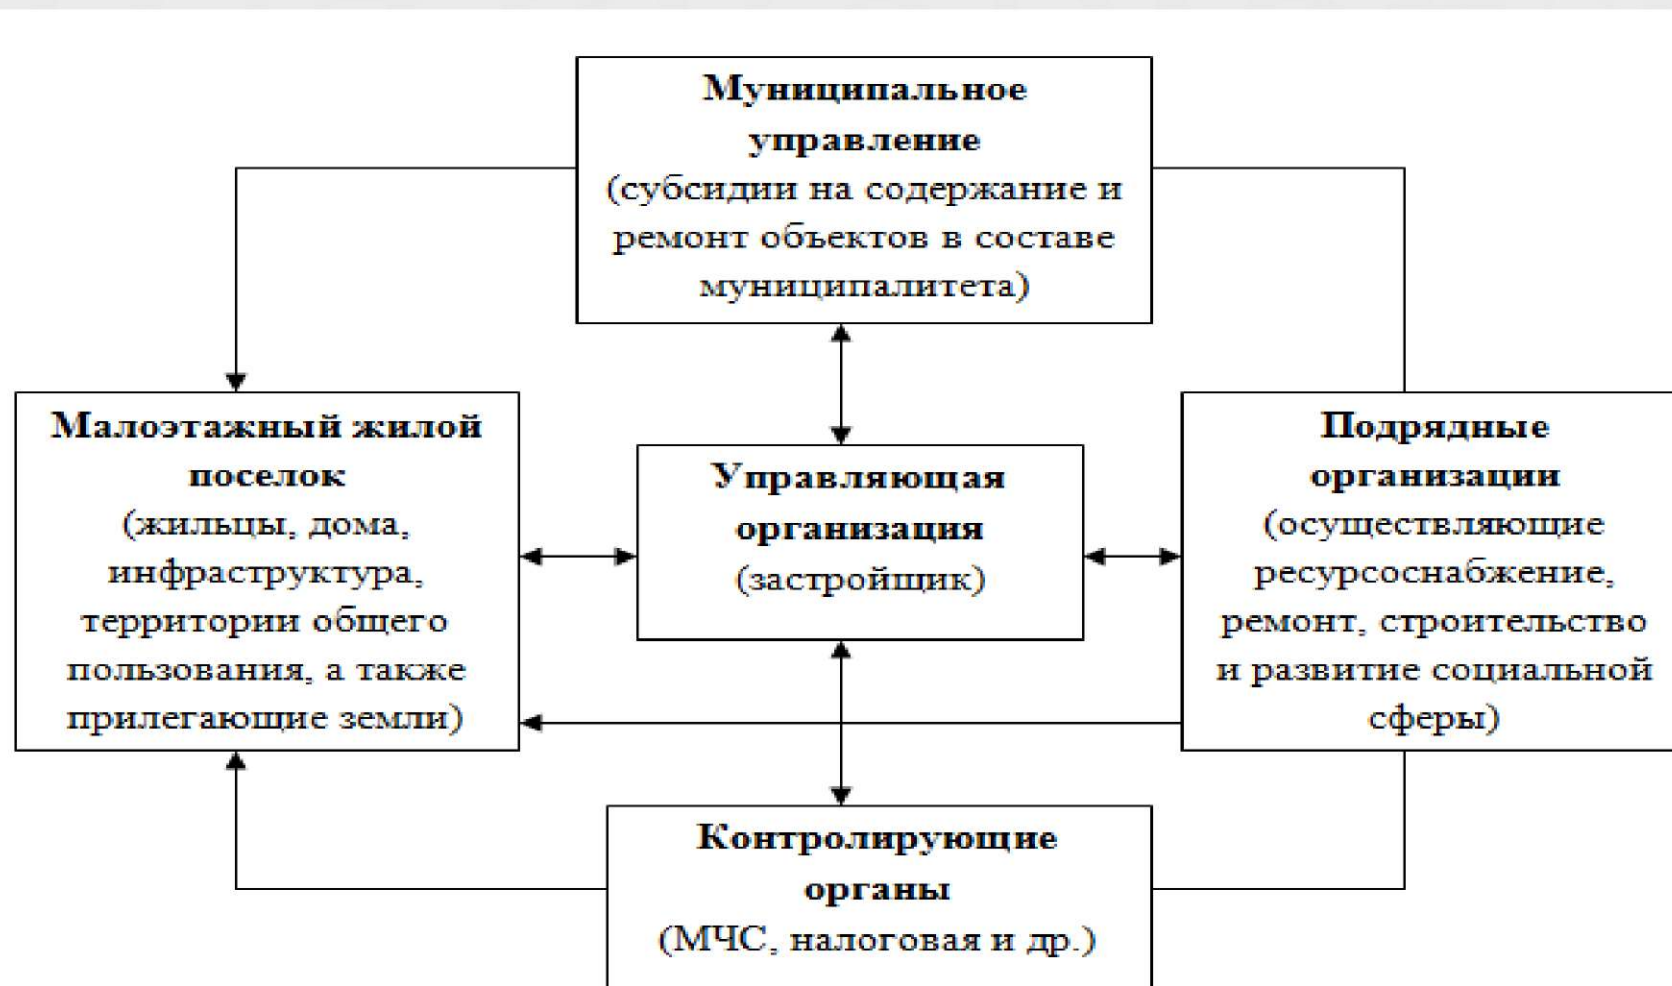 Муниципальное
управление
(субсидии на содержание и
ремонт объектов в составе
муниципалитета)
Малоэтажный жилой
поселок
(жильцы, дома,
инфраструктура,
территории общего
пользования, а также
прилегающие земли)
Управляющая
организация
(застройщик)
Подрядные
организации
(осуществляющие
ресурсоснабжение,
ремонт, строительство
и развитие социальной
сферы)
Контролирующие
органы
(МЧС, налоговая и др.)